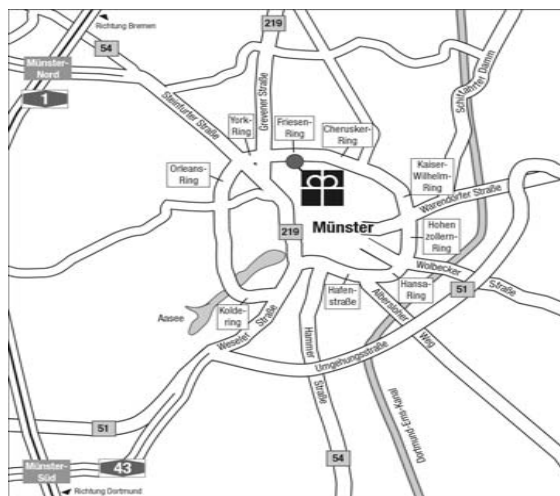 Richtung Bremen
54
219
Münster-
Nord
1
Steinfurter Straße
Grevener Straße
Schiffahrter Damm
York-
Ring
Friesen-
Ring
Cherusker-
Ring
Orleans-
Ring
Kaiser-
Wilhelm-
Ring
Warendorfer Straße
219
Münster
Hohen
zollern-
Ring
Wolbecker
Straße
51
Aasee
Kolde-
ring
Weseler
Straße
Hafen-
straße
Hansa-
Ring
Albersloher
Weg
Hammer
Straße
Umgehungsstraße
Dortmund-Ems-Kanal
51
Münster-
Süd
43
54
Richtung Dortmund